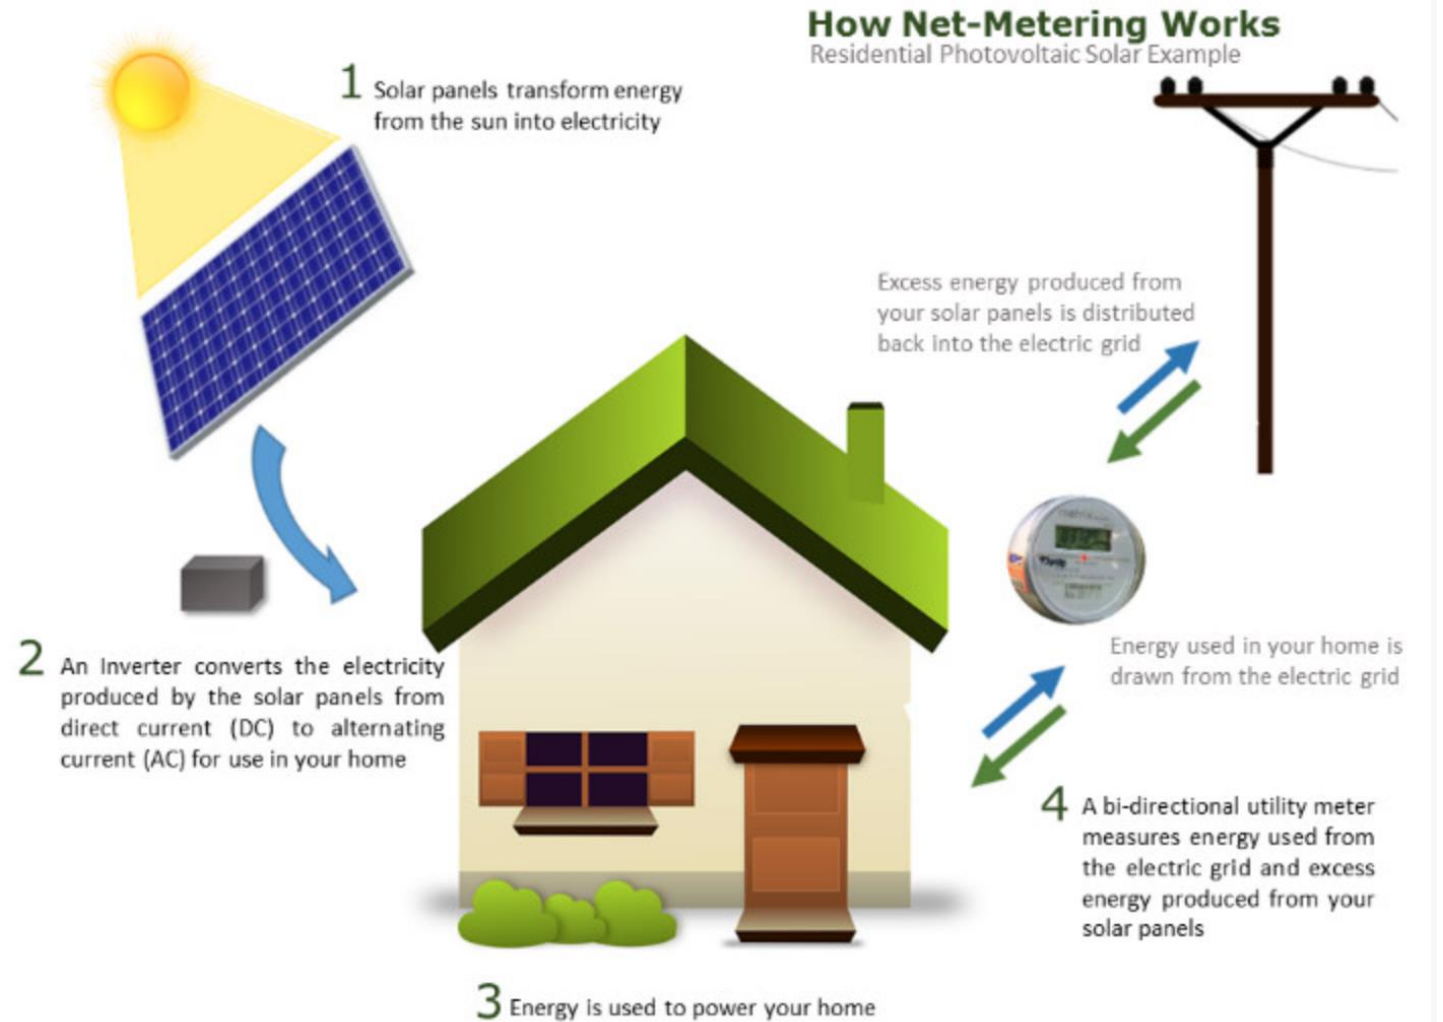 How Net-Metering Works
Residential Photovoltaic Solar Example
1 Solar panels transform energy
from the sun into electricity
Excess energy produced from
your solar panels is distributed
back into the electric grid
2 An Inverter converts the electricity
produced by the solar panels from
direct current (DC) to alternating
current (AC) for use in your home
Energy used in your home is
drawn from the electric grid
4 A bi-directional utility meter
measures energy used from
the electric grid and excess
energy produced from your
solar panels
3 Energy is used to power your home